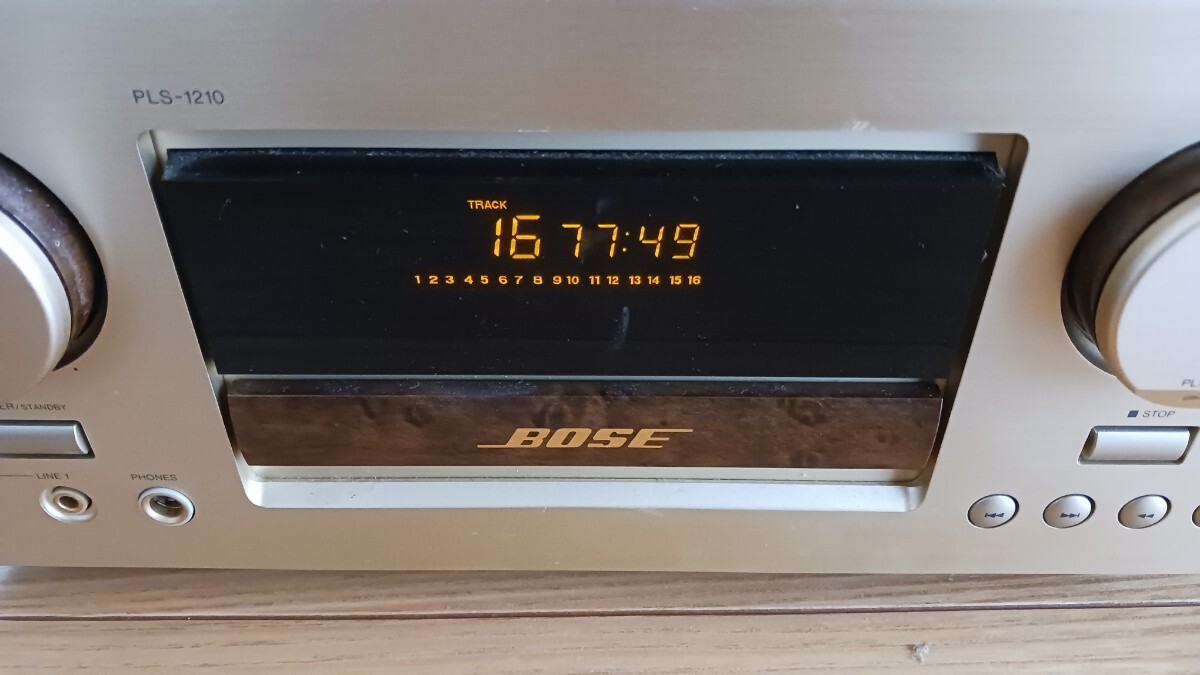 PLS-1210
TRACK
16 77:49
1 2 3 4 5 6 7 8 9 10 11 12 13 14 15 16
BOSE
/STANDBY
LINE 1
PHONES
■ STOP